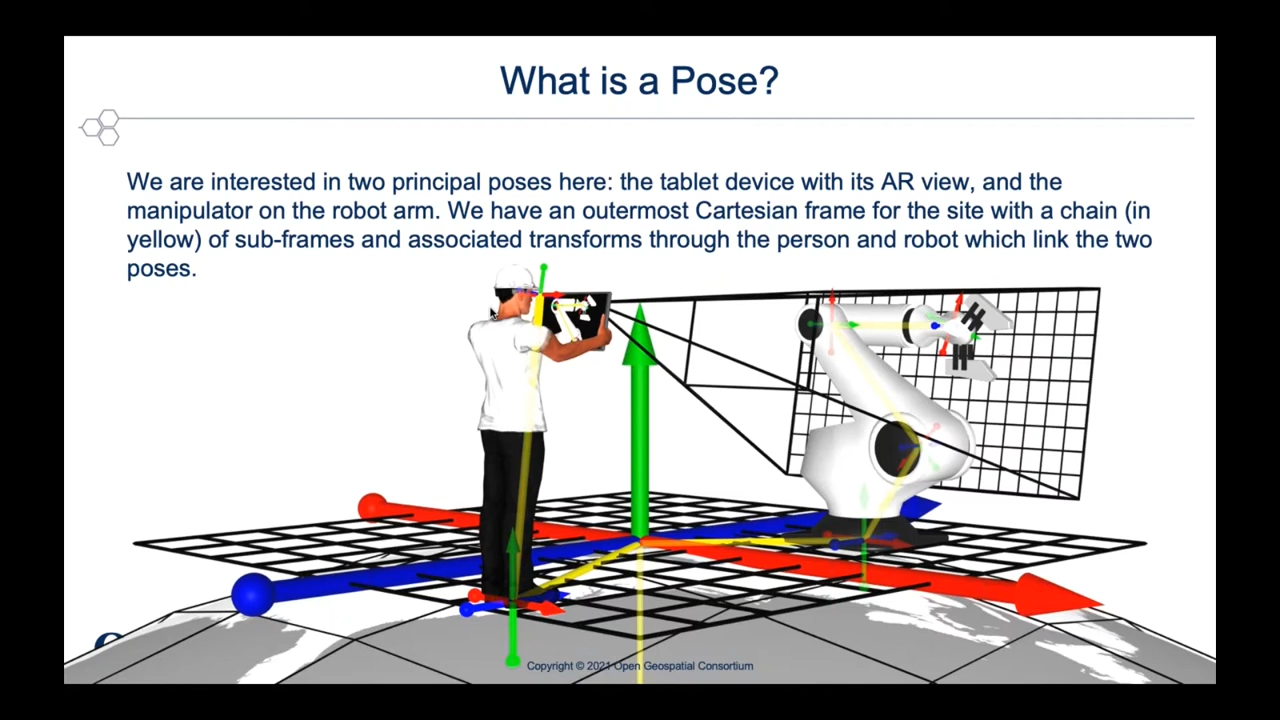 What is a Pose?
We are interested in two principal poses here: the tablet device with its AR view, and the
manipulator on the robot arm. We have an outermost Cartesian frame for the site with a chain (in
yellow) of sub-frames and associated transforms through the person and robot which link the two
poses.
Copyright © 2021 Open Geospatial Consortium